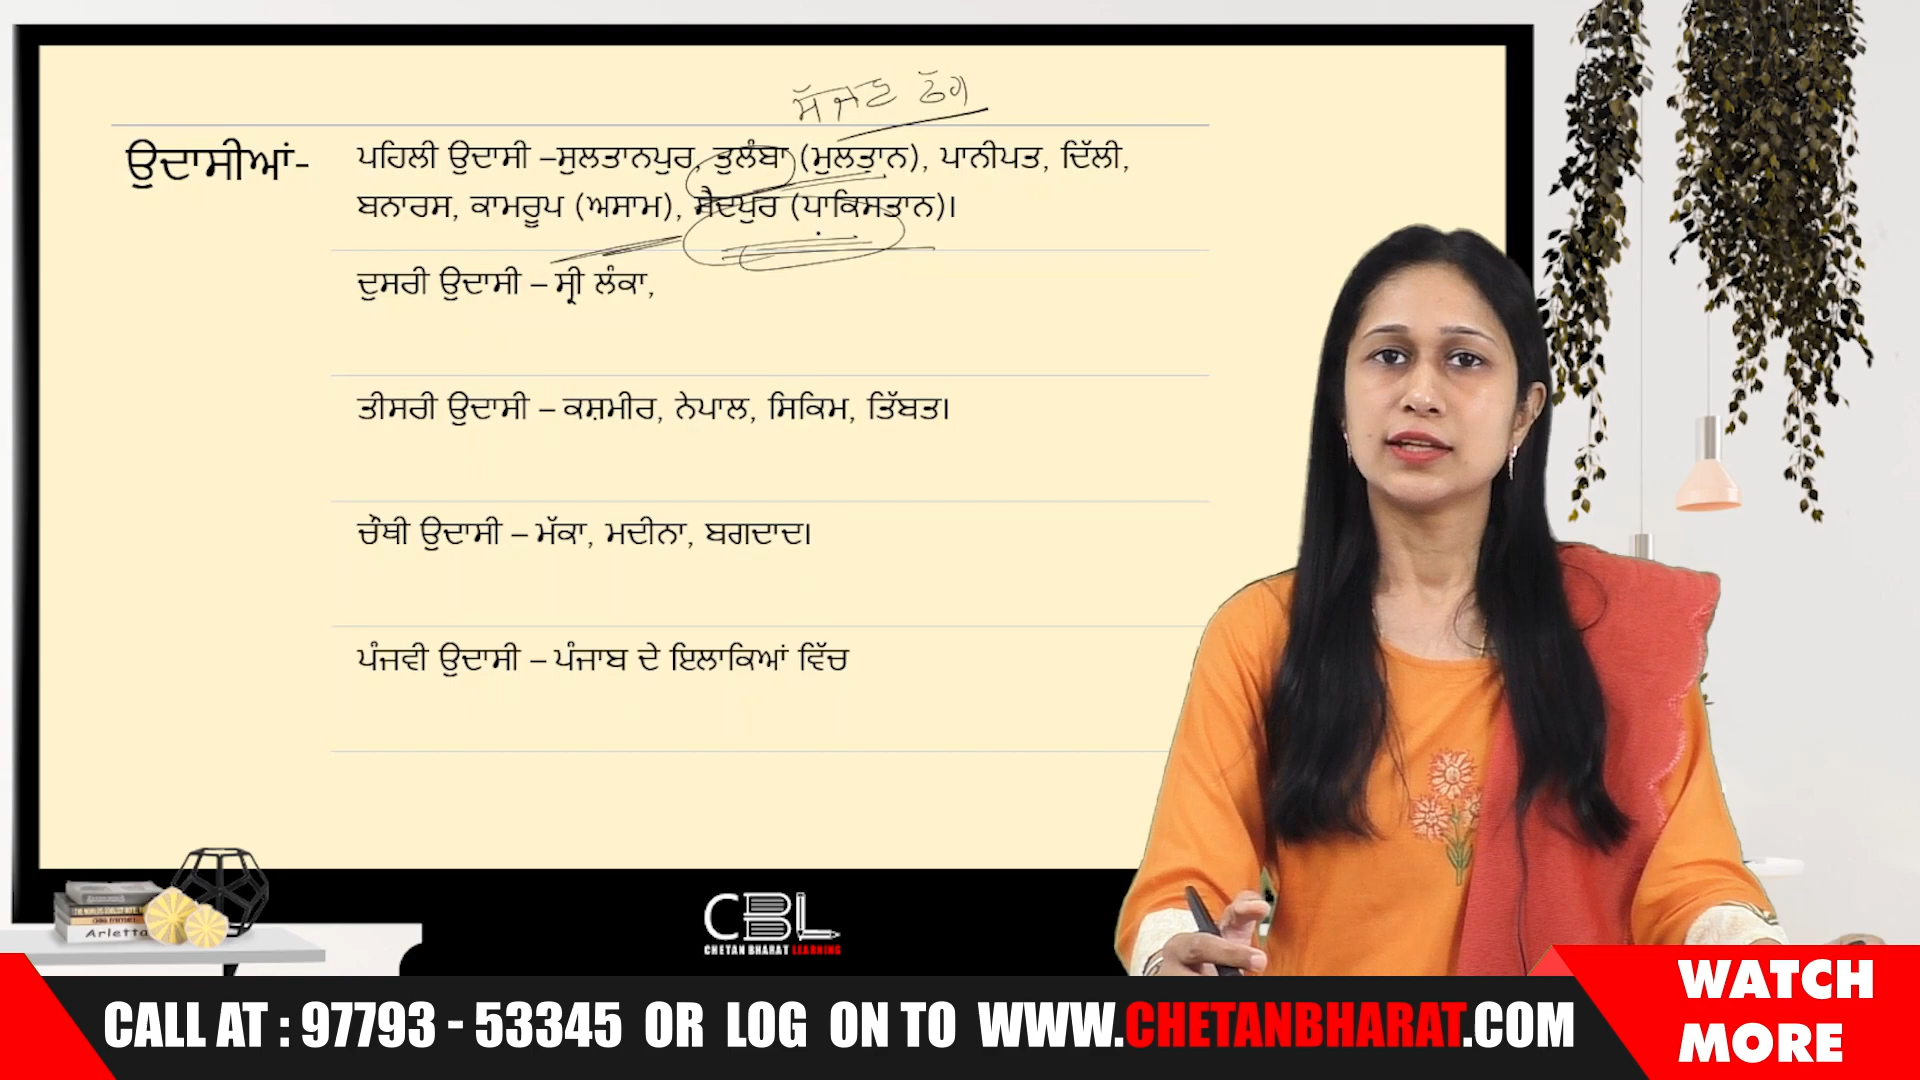 ਸੱਜਣ ਠੱਗ
ਉਦਾਸੀਆਂ-
ਪਹਿਲੀ ਉਦਾਸੀ –ਸੁਲਤਾਨਪੁਰ, ਤੁਲੰਬਾ (ਮੁਲਤਾਨ), ਪਾਨੀਪਤ, ਦਿੱਲੀ,
ਬਨਾਰਸ, ਕਾਮਰੂਪ (ਅਸਾਮ), ਸੈਦਪੁਰ (ਪਾਕਿਸਤਾਨ)।
ਦੁਸਰੀ ਉਦਾਸੀ – ਸ੍ਰੀ ਲੰਕਾ,
ਤੀਸਰੀ ਉਦਾਸੀ – ਕਸ਼ਮੀਰ, ਨੇਪਾਲ, ਸਿਕਿਮ, ਤਿੱਬਤ।
ਚੌਥੀ ਉਦਾਸੀ – ਮੱਕਾ, ਮਦੀਨਾ, ਬਗਦਾਦ।
ਪੰਜਵੀ ਉਦਾਸੀ – ਪੰਜਾਬ ਦੇ ਇਲਾਕਿਆਂ ਵਿੱਚ
Arletta
CBL
CHETAN BHARAT LEARNING
CALL AT : 97793 - 53345 OR LOG ON TO WWW.CHETANBHARAT.COM
WATCH
MORE